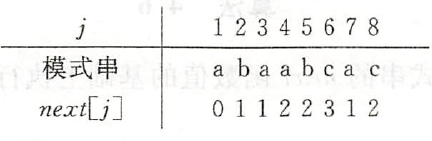 j 1 2 3 4 5 6 7 8
模式串 a b a a b c a c
next[j] 0 1 1 2 2 3 1 2